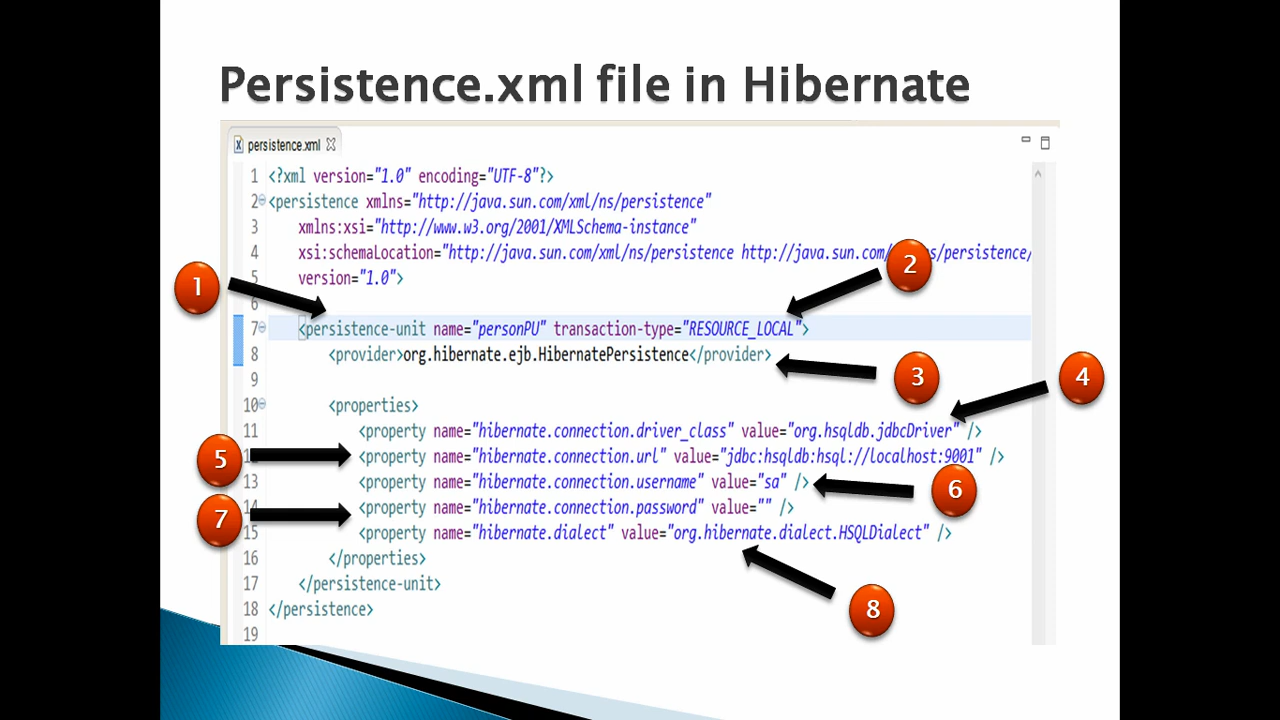 Persistence.xml file in Hibernate
persistence.xml
1 <?xml version="1.0" encoding="UTF-8"?>
2 <persistence xmlns="http://java.sun.com/xml/ns/persistence"
3 xmlns:xsi="http://www.w3.org/2001/XMLSchema-instance"
4 xsi:schemaLocation="http://java.sun.com/xml/ns/persistence http://java.sun.com/ /persistence/
2
1
5 version="1.0">
6
7 <persistence-unit name="personPU" transaction-type="RESOURCE_LOCAL">
8 <provider>org.hibernate.ejb.HibernatePersistence</provider>
3
4
9
10 <properties>
11 <property name="hibernate.connection.driver_class" value="org.hsqldb.jdbcDriver" />
5
<property name="hibernate.connection.url" value="jdbc:hsqldb:hsql://localhost:9001" />
13 <property name="hibernate.connection.username" value="sa" />
6
7
14 <property name="hibernate.connection.password" value="" />
15 <property name="hibernate.dialect" value="org.hibernate.dialect.HSQLDialect" />
16 </properties>
17 </persistence-unit>
8
18 </persistence>
19